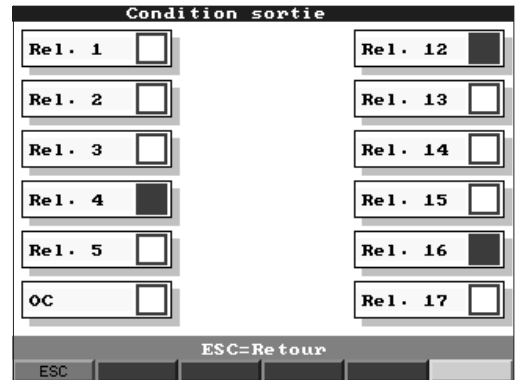 Condition sortie
Rel. 1
Rel. 2
Rel. 3
Rel. 4
Rel. 5
OC
Rel. 12
Rel. 13
Rel. 14
Rel. 15
Rel. 16
Rel. 17
ESC=Retour
ESC